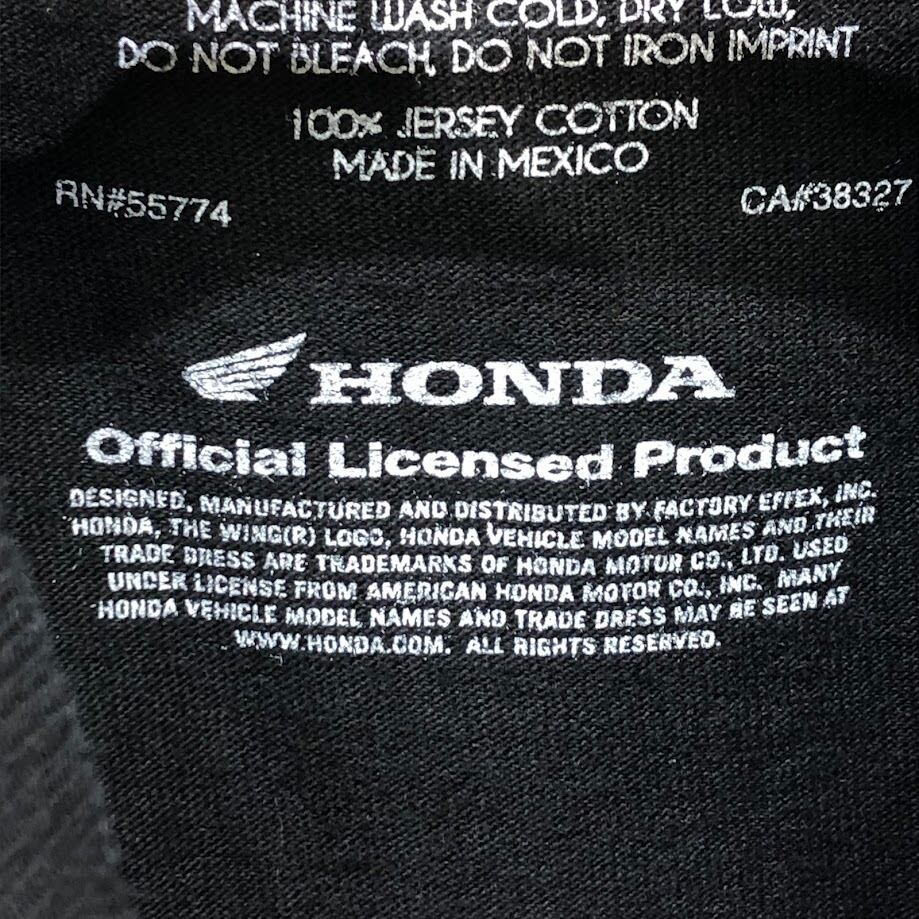 MACHINE WASH COLD, DRY LOW,
DO NOT BLEACH, DO NOT IRON IMPRINT
100% JERSEY COTTON
MADE IN MEXICO
RN#55774
CA#38327
HONDA
Official Licensed Product
DESIGNED, MANUFACTURED AND DISTRIBUTED BY FACTORY EFFEX, INC.
HONDA, THE WING(R) LOGO, HONDA VEHICLE MODEL NAMES AND THEIR
TRADE DRESS ARE TRADEMARKS OF HONDA MOTOR CO., LTD. USED
UNDER LICENSE FROM AMERICAN HONDA MOTOR CO., INC. MANY
HONDA VEHICLE MODEL NAMES AND TRADE DRESS MAY BE SEEN AT
WWW.HONDA.COM. ALL RIGHTS RESERVED.